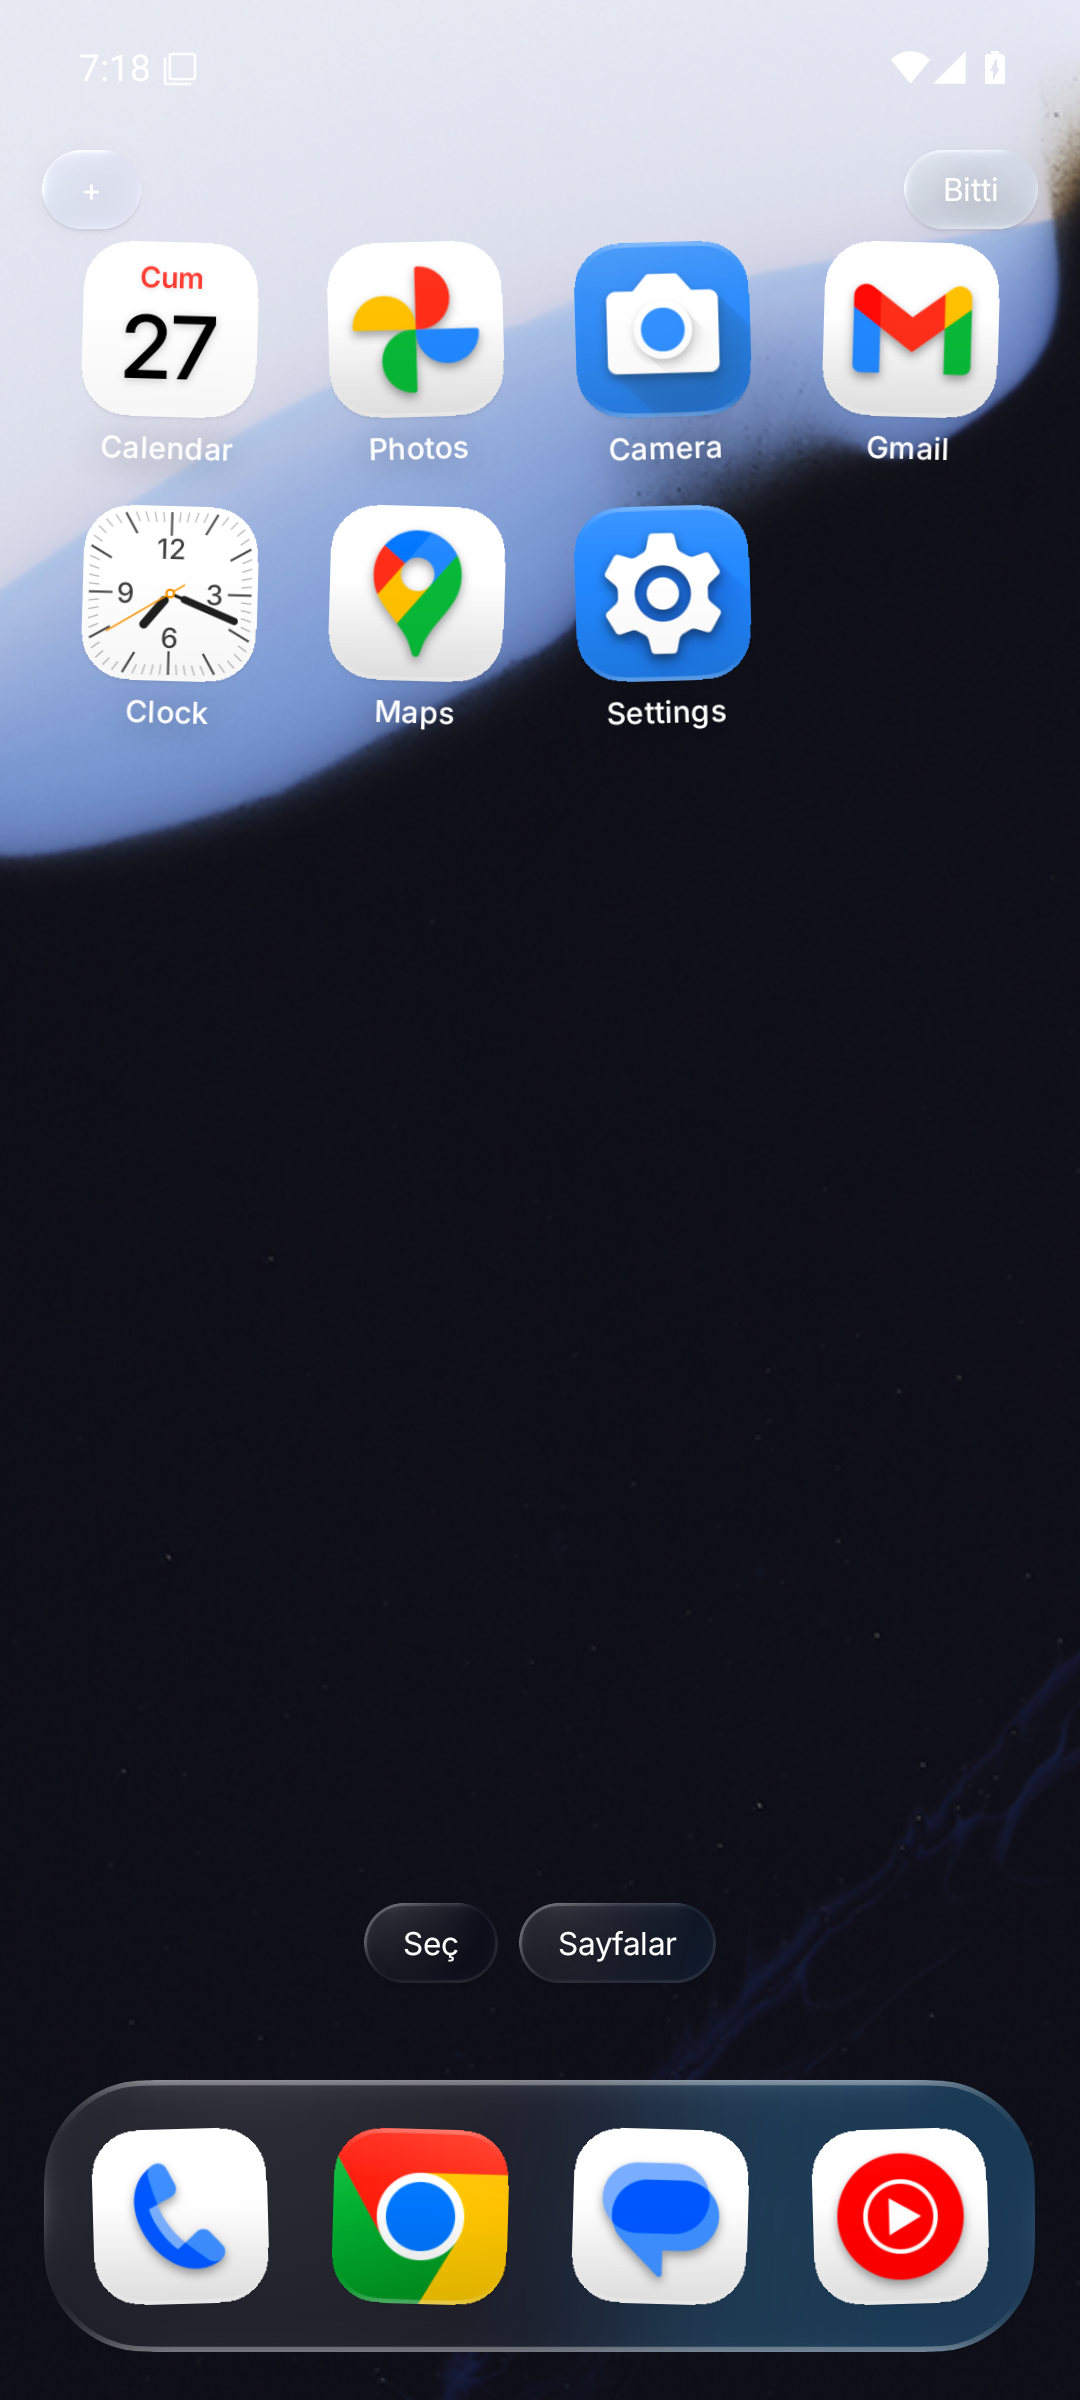 7:18
+
Bitti
Cum
27
Calendar
Photos
Camera
Gmail
12
9
3
6
Clock
Maps
Settings
Seç
Sayfalar